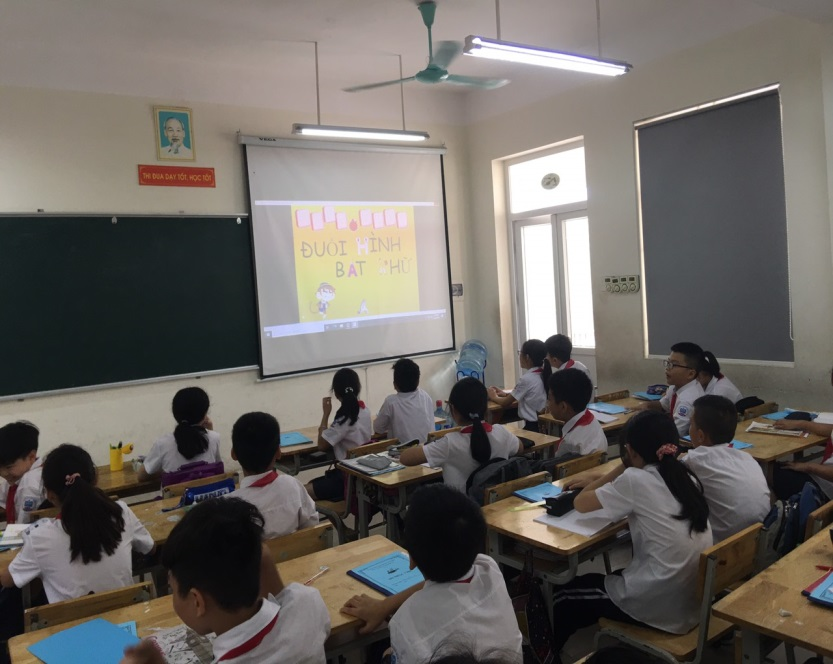 THI ĐUA DẠY TỐT, HỌC TỐT
ĐUỔI HÌNH
BẮT CHỮ